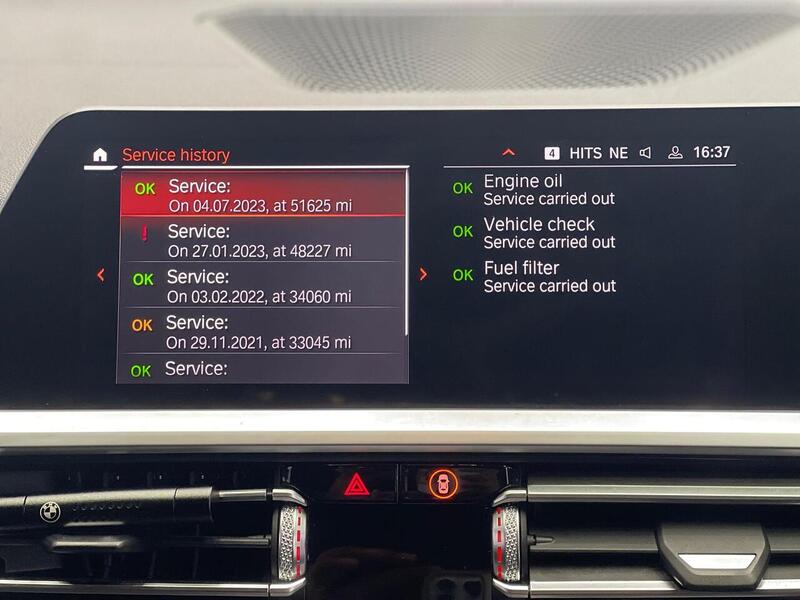 Service history
4 HITS NE 16:37
OK Service:
On 04.07.2023, at 51625 mi
! Service:
On 27.01.2023, at 48227 mi
OK Service:
On 03.02.2022, at 34060 mi
OK Service:
On 29.11.2021, at 33045 mi
OK Service:
OK Engine oil
Service carried out
OK Vehicle check
Service carried out
OK Fuel filter
Service carried out